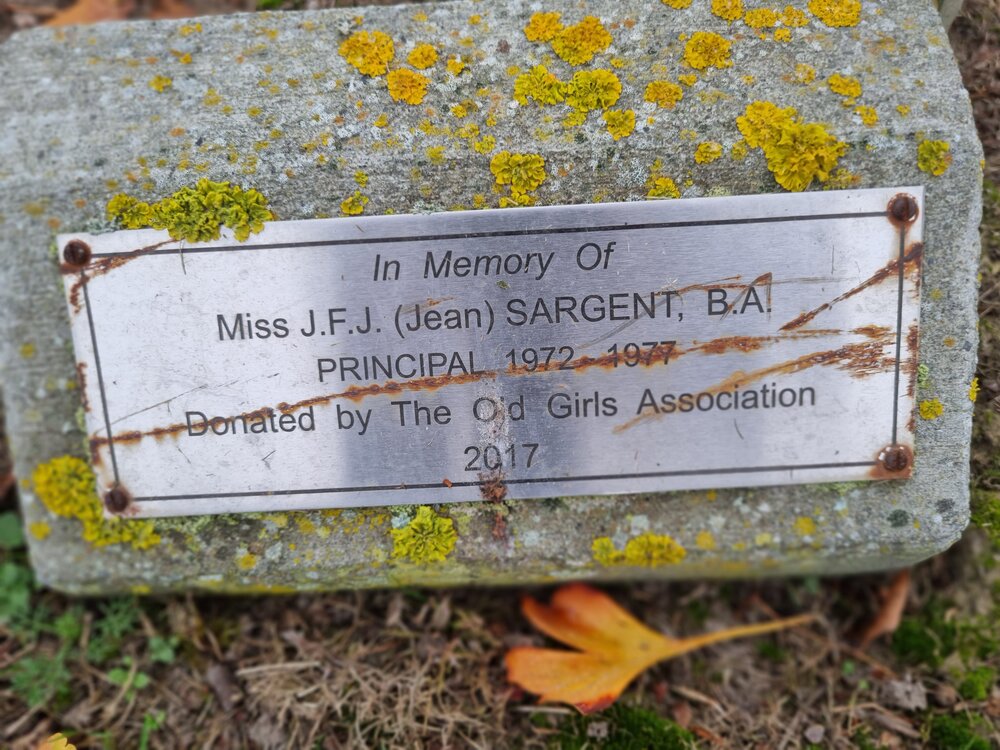 In Memory Of
Miss J.F.J. (Jean) SARGENT, B.A.
PRINCIPAL 1972 - 1977
Donated by The Old Girls Association
2017